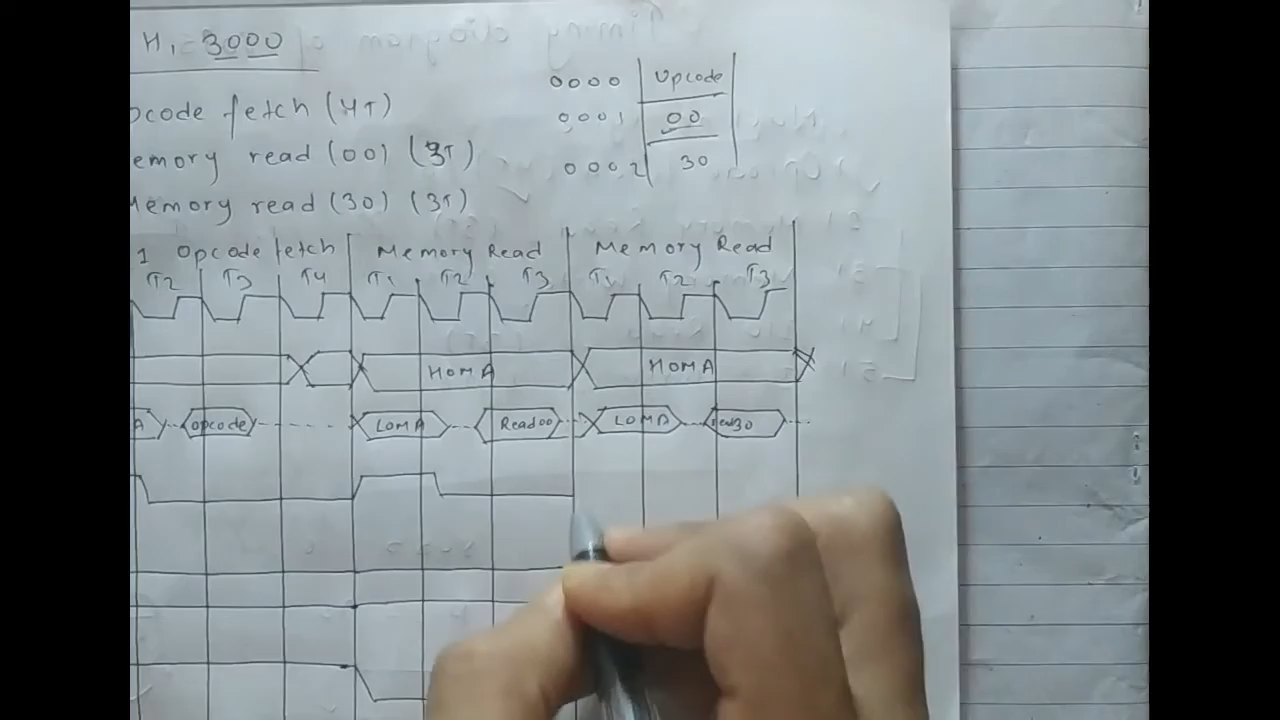 H, 3000
pcode fetch (4T)
emory read (00) (3T)
Memory read (30) (3T)
0000 Opcode
0001 00
0002 30
1 Opcode fetch Memory Read Memory Read
T2 T3 T4 T1 T2 T3 T1 T2 T3
HOMA HOMA
A opcode LOMA Read00 LOMA read30